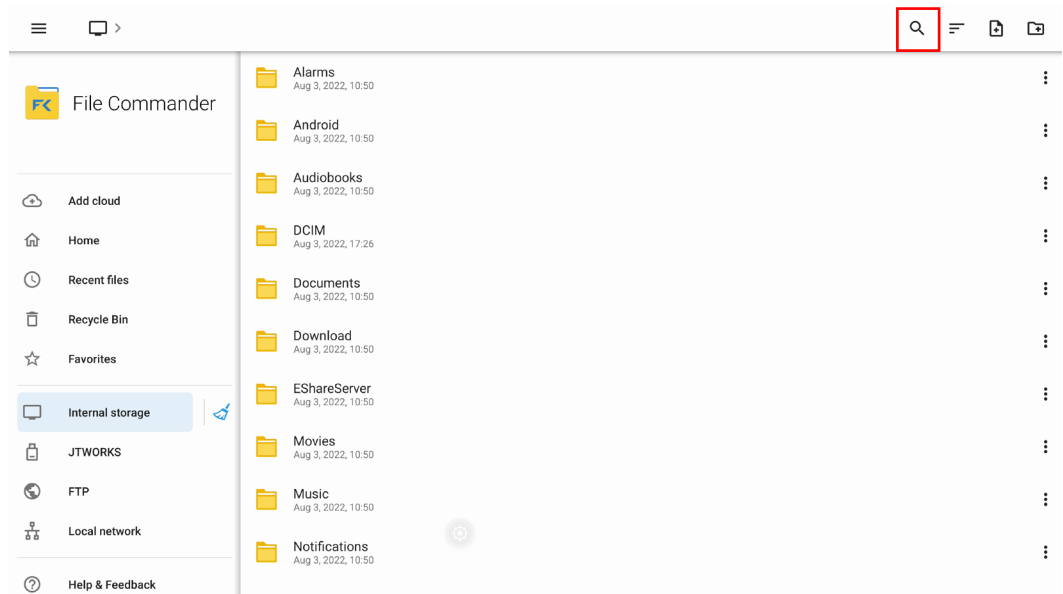 File Commander
Add cloud
Home
Recent files
Recycle Bin
Favorites
Internal storage
JTWORKS
FTP
Local network
Help & Feedback
Alarms
Aug 3, 2022, 10:50
Android
Aug 3, 2022, 10:50
Audiobooks
Aug 3, 2022, 10:50
DCIM
Aug 3, 2022, 17:26
Documents
Aug 3, 2022, 10:50
Download
Aug 3, 2022, 10:50
EShareServer
Aug 3, 2022, 10:50
Movies
Aug 3, 2022, 10:50
Music
Aug 3, 2022, 10:50
Notifications
Aug 3, 2022, 10:50